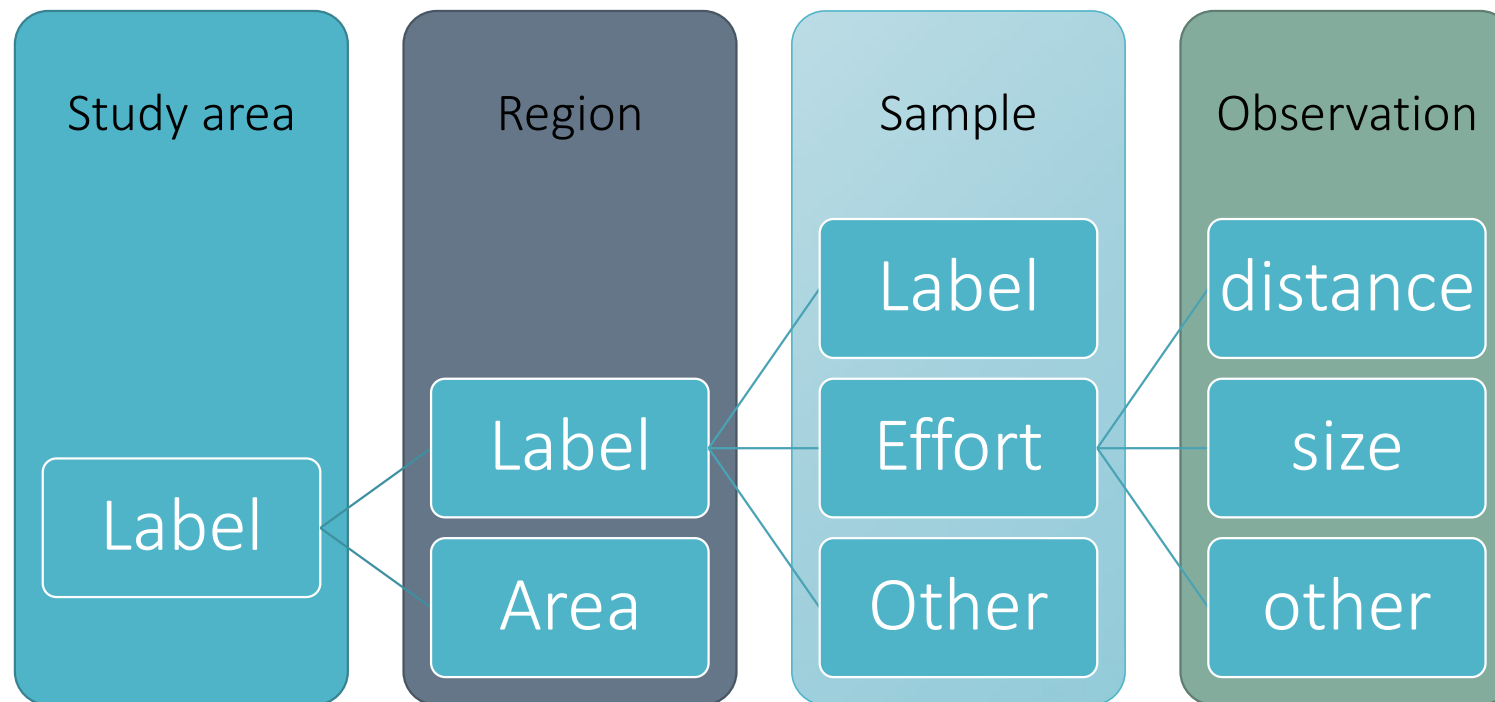 Study area
Label
Region
Label
Area
Sample
Label
Effort
Other
Observation
distance
size
other